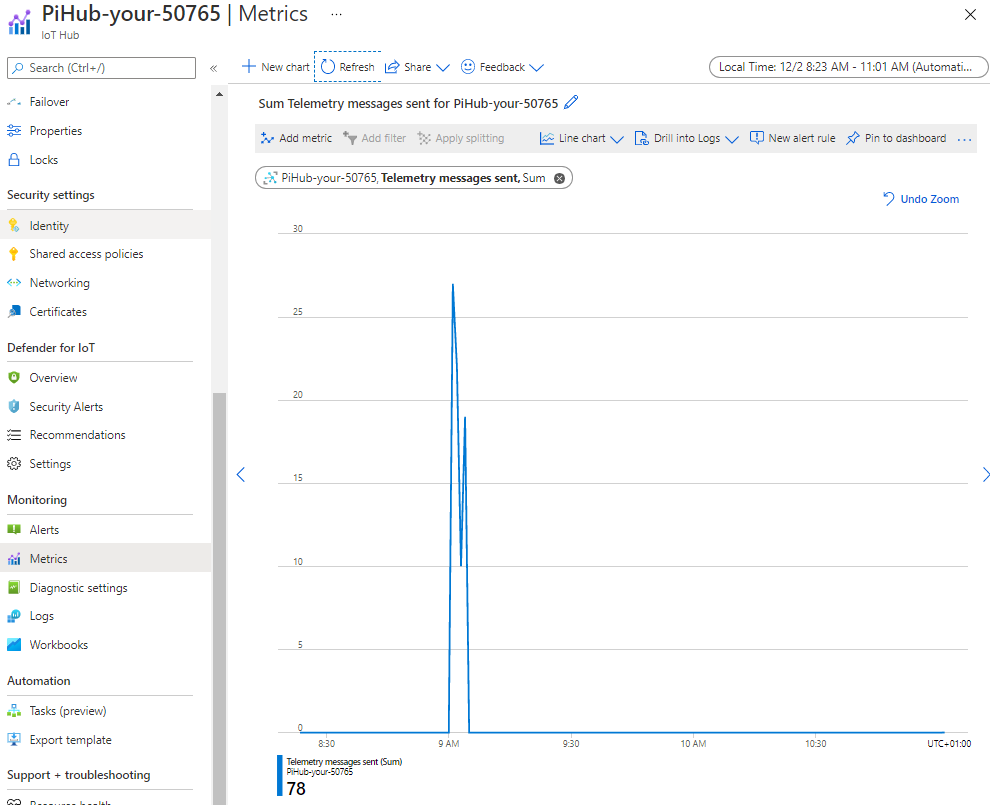 PiHub-your-50765 | Metrics ...
IoT Hub
Search (Ctrl+/)
«
New chart
Refresh
Share
Feedback
Local Time: 12/2 8:23 AM - 11:01 AM (Automati...
Failover
Properties
Locks
Security settings
Identity
Shared access policies
Networking
Certificates
Defender for IoT
Overview
Security Alerts
Recommendations
Settings
Monitoring
Alerts
Metrics
Diagnostic settings
Logs
Workbooks
Automation
Tasks (preview)
Export template
Support + troubleshooting
Resource health
Sum Telemetry messages sent for PiHub-your-50765
Add metric
Add filter
Apply splitting
Line chart
Drill into Logs
New alert rule
Pin to dashboard
...
PiHub-your-50765, Telemetry messages sent, Sum
Undo Zoom
30
25
20
15
10
5
0
8:30 9 AM 9:30 10 AM 10:30 UTC+01:00
Telemetry messages sent (Sum)
PiHub-your-50765
78